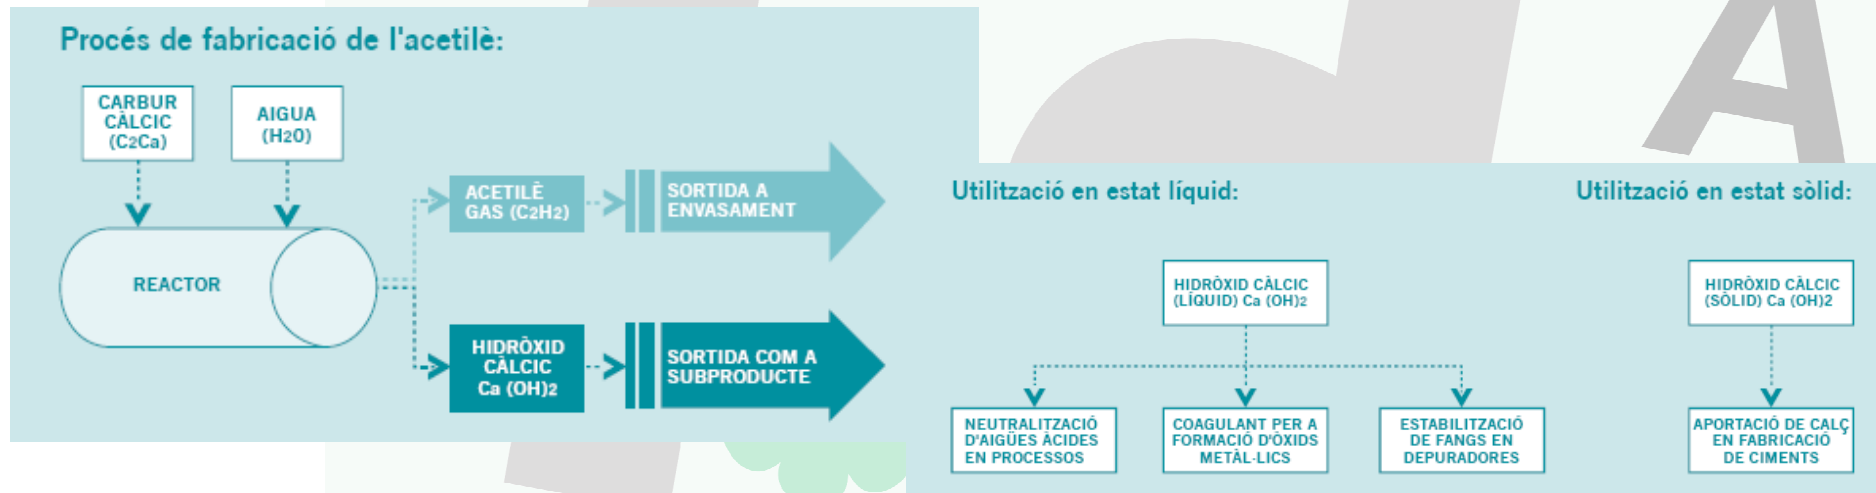 Procés de fabricació de l'acetilè:
CARBUR
CÀLCIC
(C2Ca)
AIGUA
(H2O)
REACTOR
ACETILÈ
GAS (C2H2)
SORTIDA A
ENVASAMENT
HIDRÒXID
CÀLCIC
Ca (OH)2
SORTIDA COM A
SUBPRODUCTE
Utilització en estat líquid:
HIDRÒXID CÀLCIC
(LÍQUID) Ca (OH)2
NEUTRALITZACIÓ
D'AIGÜES ÀCIDES
EN PROCESSOS
COAGULANT PER A
FORMACIÓ D'ÒXIDS
METÀL·LICS
ESTABILITZACIÓ
DE FANGS EN
DEPURADORES
Utilització en estat sòlid:
HIDRÒXID CÀLCIC
(SÒLID) Ca (OH)2
APORTACIÓ DE CALÇ
EN FABRICACIÓ
DE CIMENTS